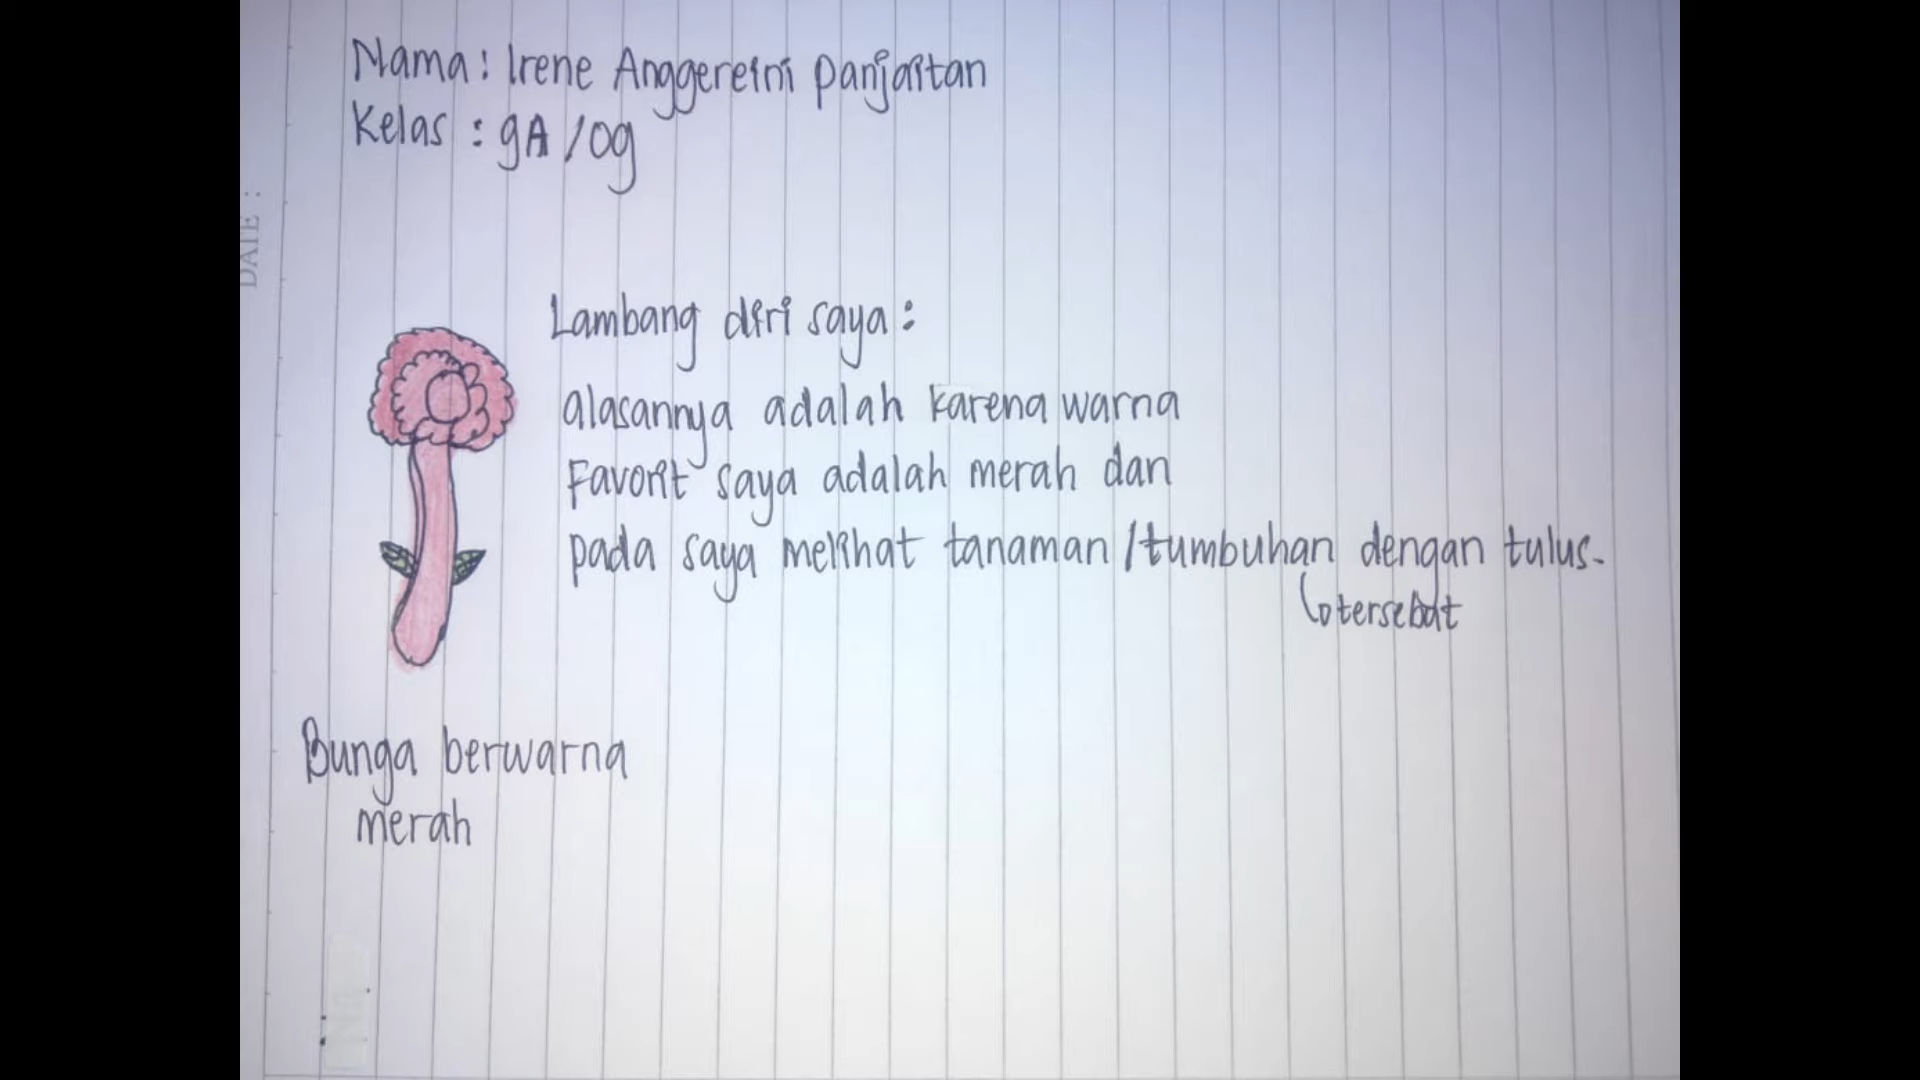 Nama : Irene Anggereini panjaitan
Kelas : 9A / 09
DATE :
Lambang diri saya :
alasannya adalah karena warna
Favorit saya adalah merah dan
pada saya melihat tanaman / tumbuhan dengan tulus.
tersebut
Bunga berwarna
merah
No